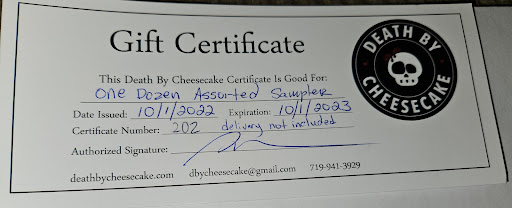 Gift Certificate
DEATH BY
CHEESECAKE
This Death By Cheesecake Certificate Is Good For:
One Dozen Assorted Sampler
Date Issued: 10/1/2022 Expiration: 10/1/2023
Certificate Number: 202 delivery not included
Authorized Signature:
deathbycheesecake.com dbycheesecake@gmail.com 719-941-3929